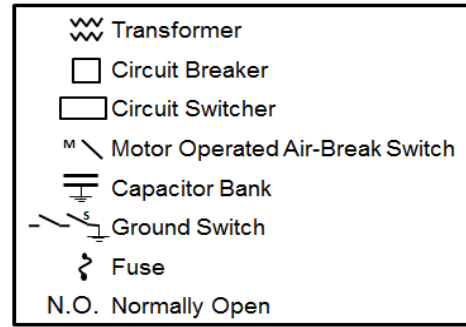 Transformer
Circuit Breaker
Circuit Switcher
M Motor Operated Air-Break Switch
Capacitor Bank
S Ground Switch
Fuse
N.O. Normally Open